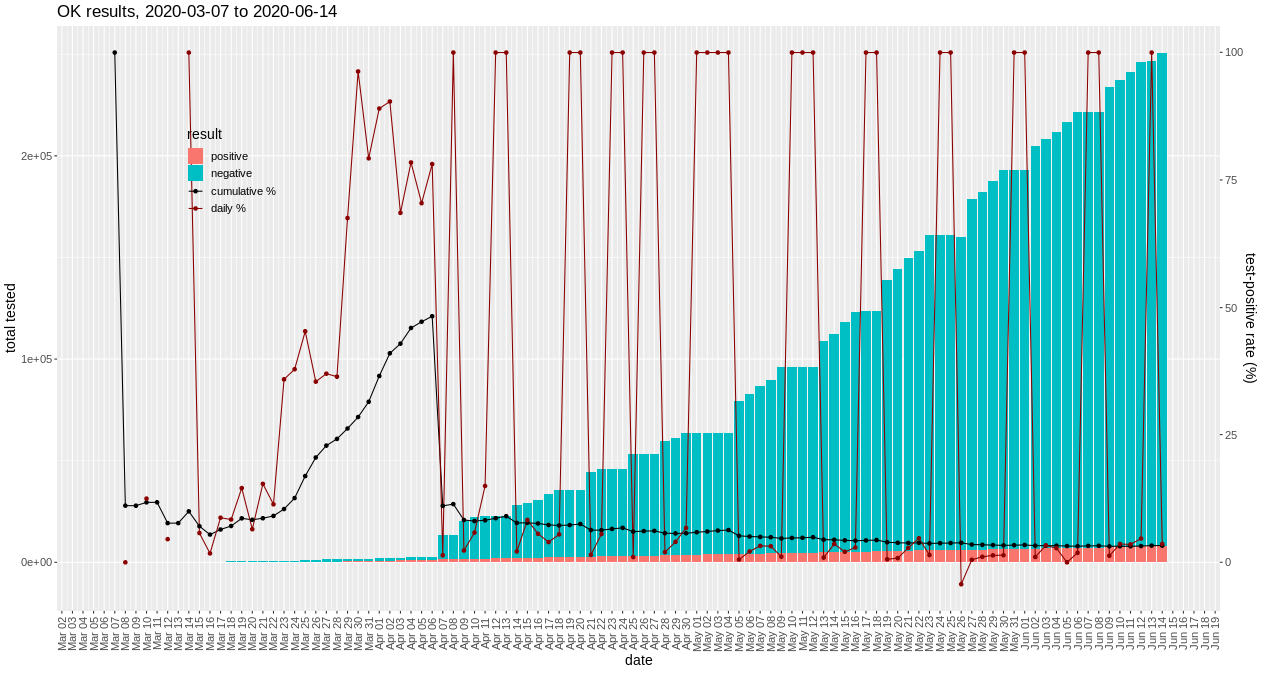 OK results, 2020-03-07 to 2020-06-14
result
positive
negative
cumulative %
daily %
total tested
2e+05
1e+05
0e+00
100
75
50
25
0
test-positive rate (%)
Mar 02
Mar 03
Mar 04
Mar 05
Mar 06
Mar 07
Mar 08
Mar 09
Mar 10
Mar 11
Mar 12
Mar 13
Mar 14
Mar 15
Mar 16
Mar 17
Mar 18
Mar 19
Mar 20
Mar 21
Mar 22
Mar 23
Mar 24
Mar 25
Mar 26
Mar 27
Mar 28
Mar 29
Mar 30
Mar 31
Apr 01
Apr 02
Apr 03
Apr 04
Apr 05
Apr 06
Apr 07
Apr 08
Apr 09
Apr 10
Apr 11
Apr 12
Apr 13
Apr 14
Apr 15
Apr 16
Apr 17
Apr 18
Apr 19
Apr 20
Apr 21
Apr 22
Apr 23
Apr 24
Apr 25
Apr 26
Apr 27
Apr 28
Apr 29
Apr 30
May 01
May 02
May 03
May 04
May 05
May 06
May 07
May 08
May 09
May 10
May 11
May 12
May 13
May 14
May 15
May 16
May 17
May 18
May 19
May 20
May 21
May 22
May 23
May 24
May 25
May 26
May 27
May 28
May 29
May 30
May 31
Jun 01
Jun 02
Jun 03
Jun 04
Jun 05
Jun 06
Jun 07
Jun 08
Jun 09
Jun 10
Jun 11
Jun 12
Jun 13
Jun 14
Jun 15
Jun 16
Jun 17
Jun 18
Jun 19
date